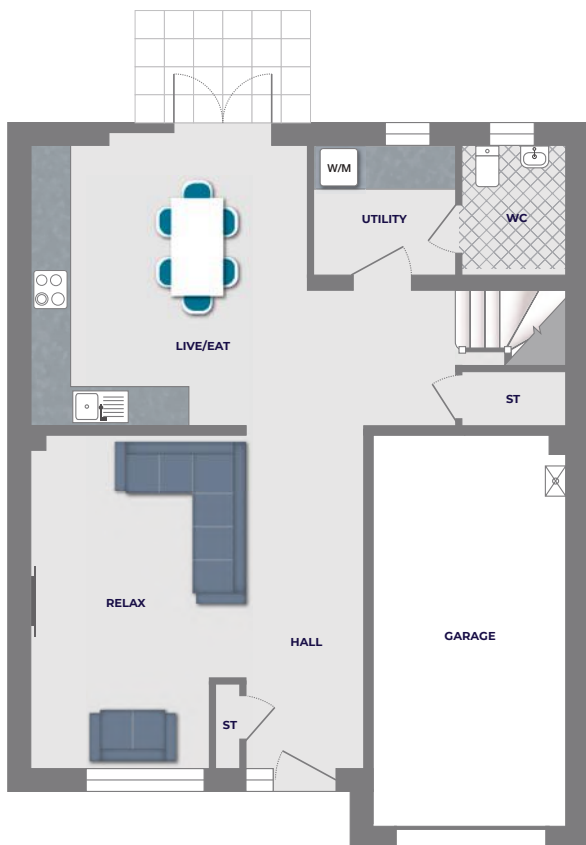 W/M
UTILITY
WC
LIVE/EAT
ST
RELAX
GARAGE
HALL
ST